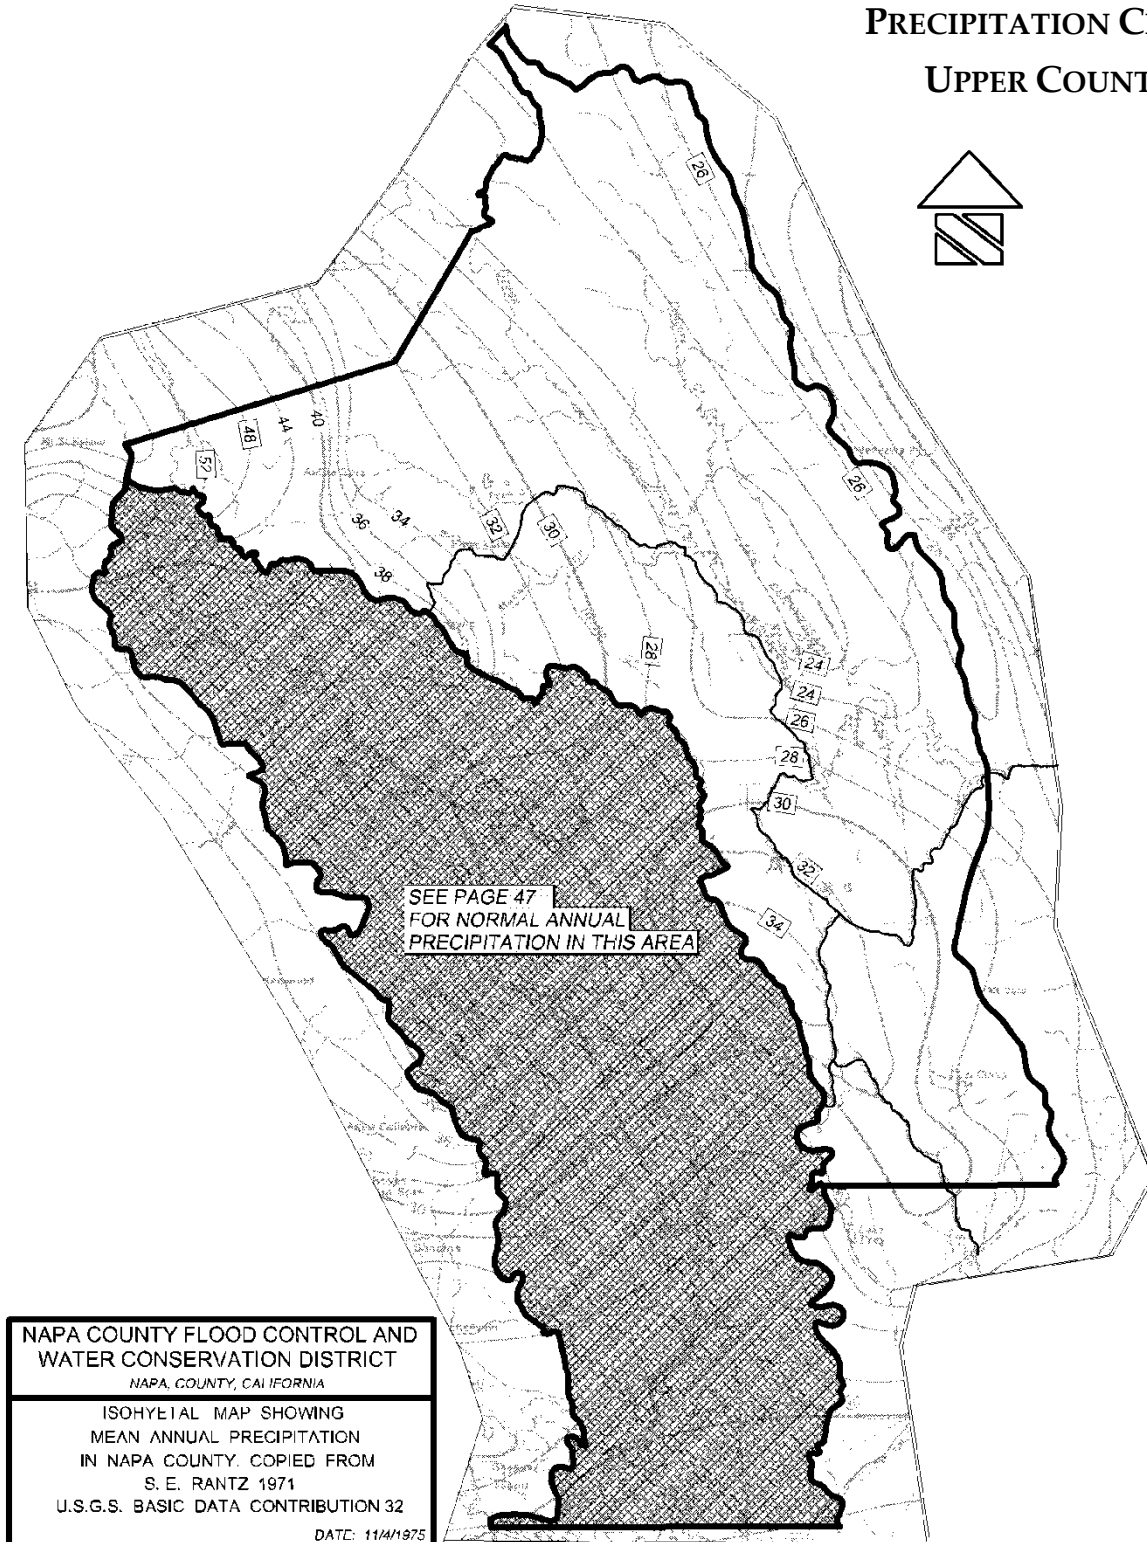 PRECIPITATION C
UPPER COUNT
26
40
44
48
52
26
34
36
32
30
38
28
24
24
26
28
30
32
34
SEE PAGE 47
FOR NORMAL ANNUAL
PRECIPITATION IN THIS AREA
NAPA COUNTY FLOOD CONTROL AND
WATER CONSERVATION DISTRICT
NAPA, COUNTY, CALIFORNIA
ISOHYETAL MAP SHOWING
MEAN ANNUAL PRECIPITATION
IN NAPA COUNTY. COPIED FROM
S. E. RANTZ 1971
U.S.G.S. BASIC DATA CONTRIBUTION 32
DATE: 11/4/1975